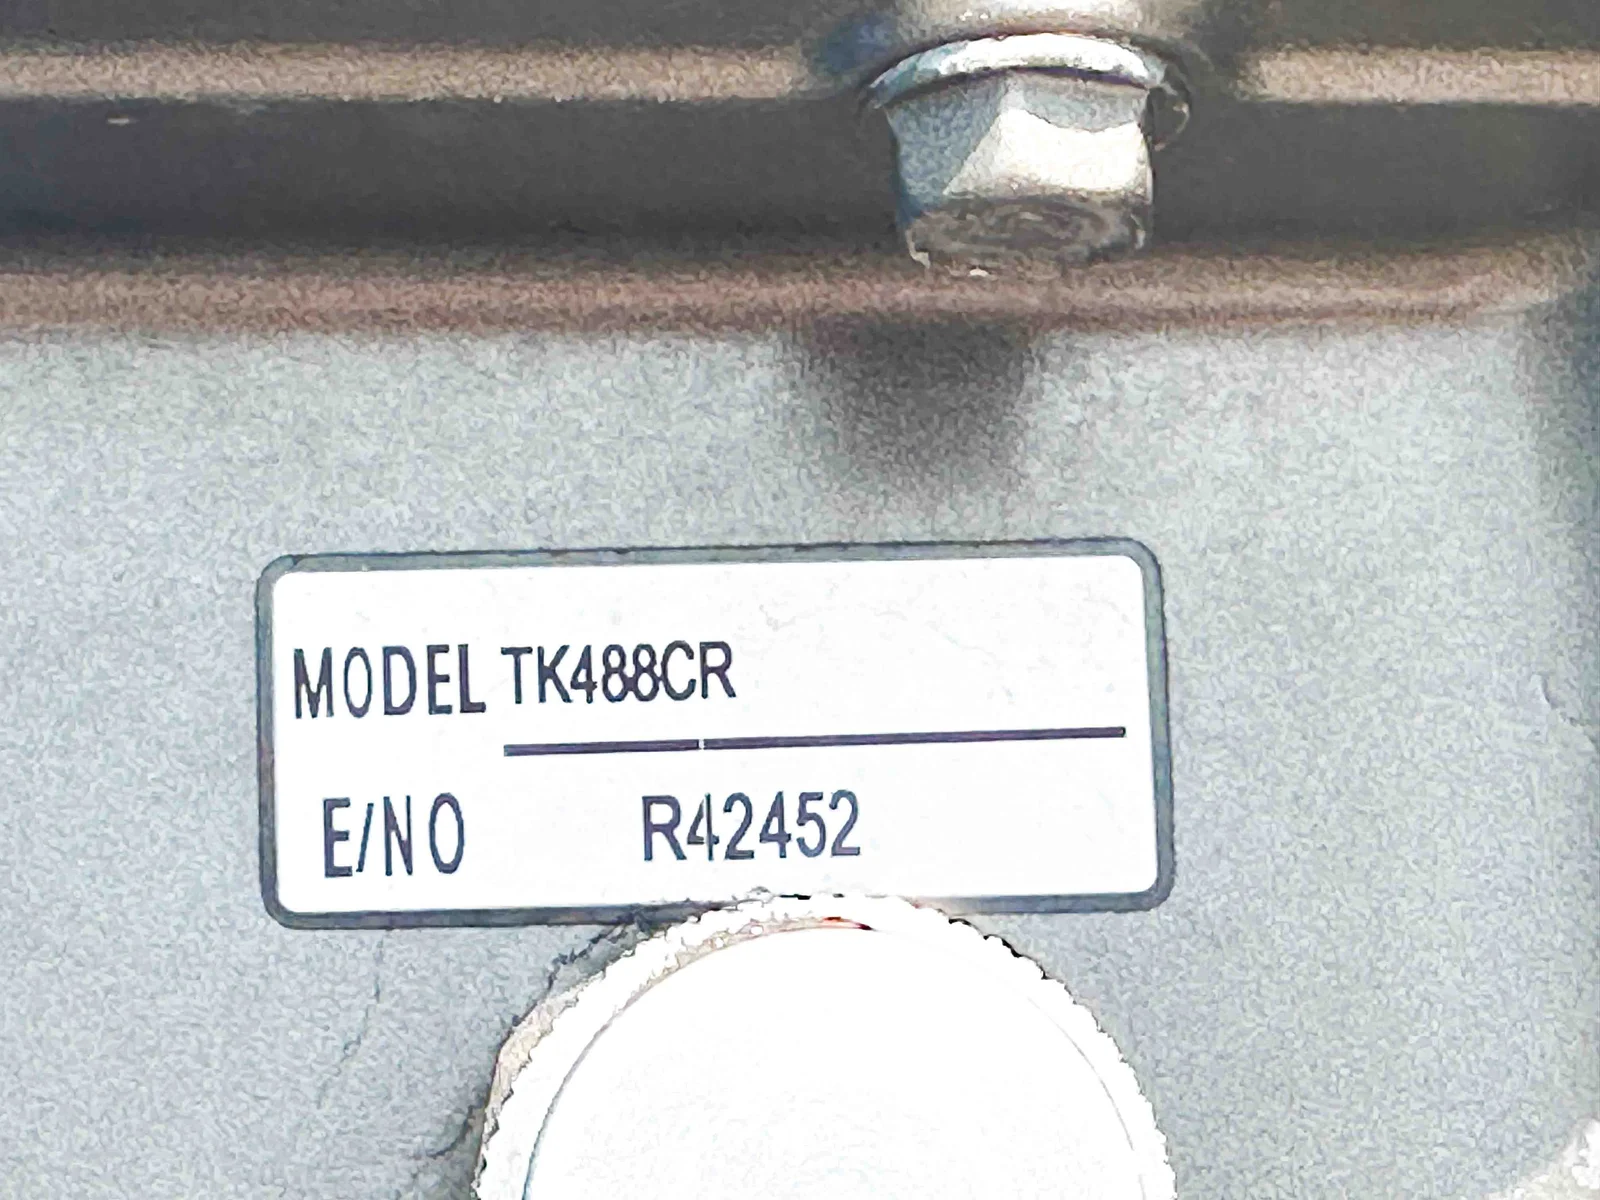 MODEL TK488CR
E/NO R42452